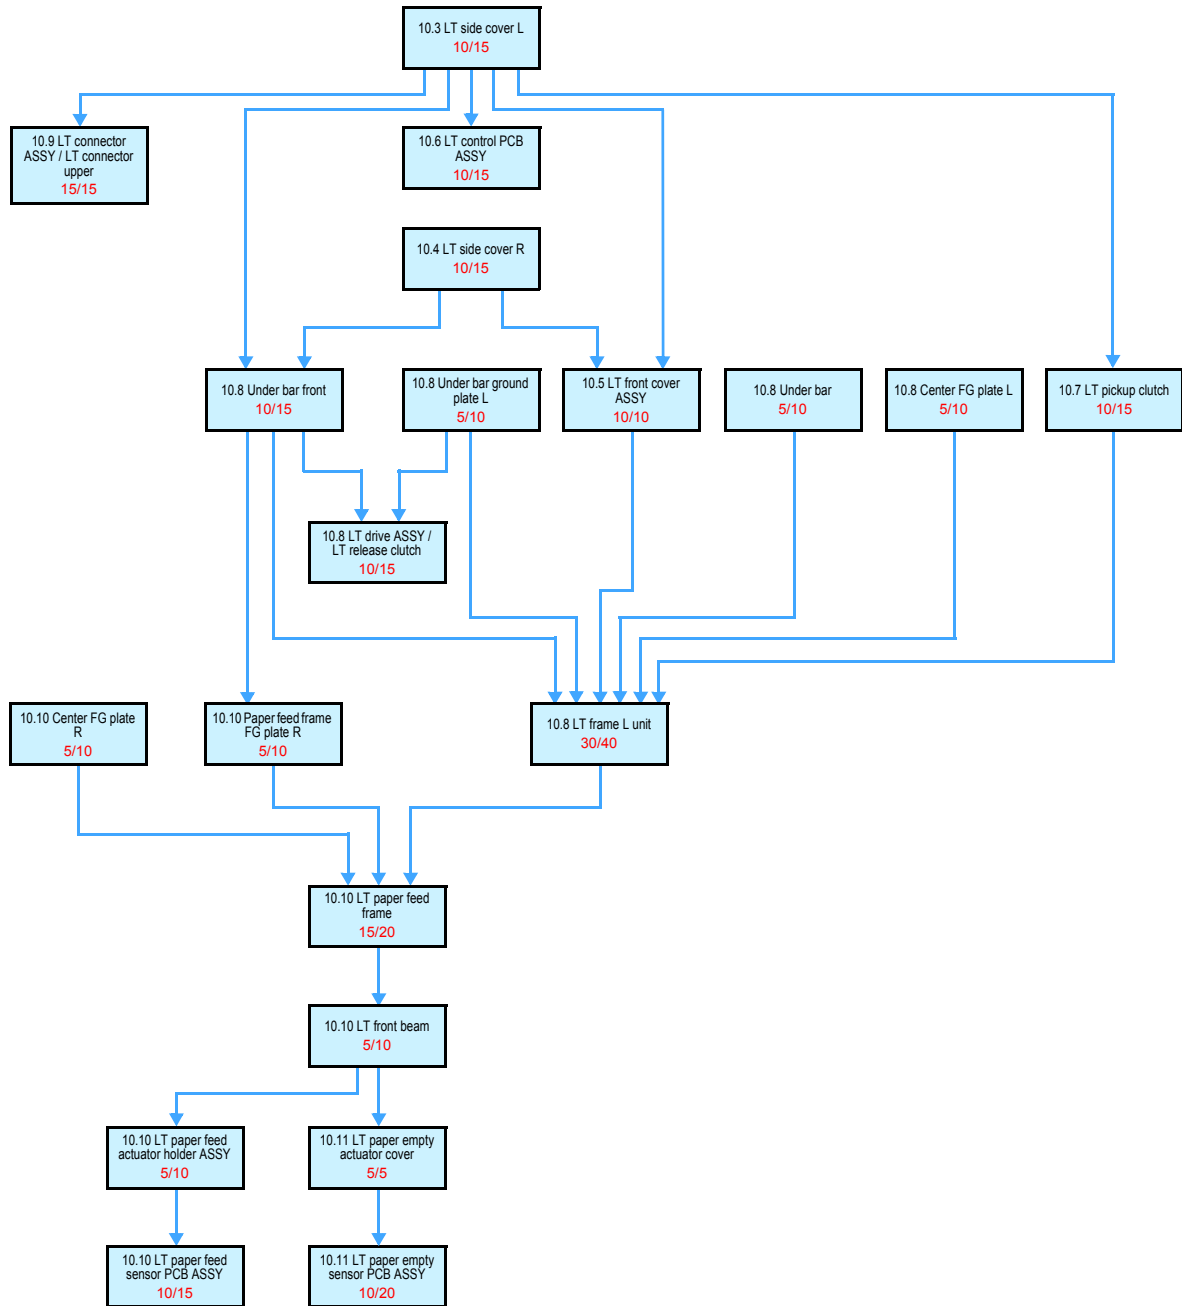 10.3 LT side cover L
10/15
10.9 LT connector
ASSY / LT connector
upper
15/15
10.6 LT control PCB
ASSY
10/15
10.4 LT side cover R
10/15
10.8 Under bar front
10/15
10.8 Under bar ground
plate L
5/10
10.5 LT front cover
ASSY
10/10
10.8 Under bar
5/10
10.8 Center FG plate L
5/10
10.7 LT pickup clutch
10/15
10.8 LT drive ASSY /
LT release clutch
10/15
10.10 Center FG plate
R
5/10
10.10 Paper feed frame
FG plate R
5/10
10.8 LT frame L unit
30/40
10.10 LT paper feed
frame
15/20
10.10 LT front beam
5/10
10.10 LT paper feed
actuator holder ASSY
5/10
10.11 LT paper empty
actuator cover
5/5
10.10 LT paper feed
sensor PCB ASSY
10/15
10.11 LT paper empty
sensor PCB ASSY
10/20